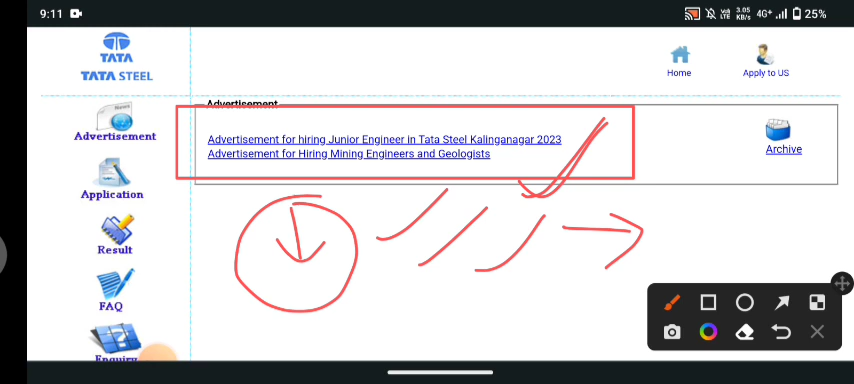 9:11
Vo) LTE 3.05 KB/s 4G+ 25%
TATA
TATA STEEL
Home
Apply to US
Advertisement
Advertisement
Advertisement for hiring Junior Engineer in Tata Steel Kalinganagar 2023
Advertisement for Hiring Mining Engineers and Geologists
Archive
Application
Result
FAQ
Enquiry